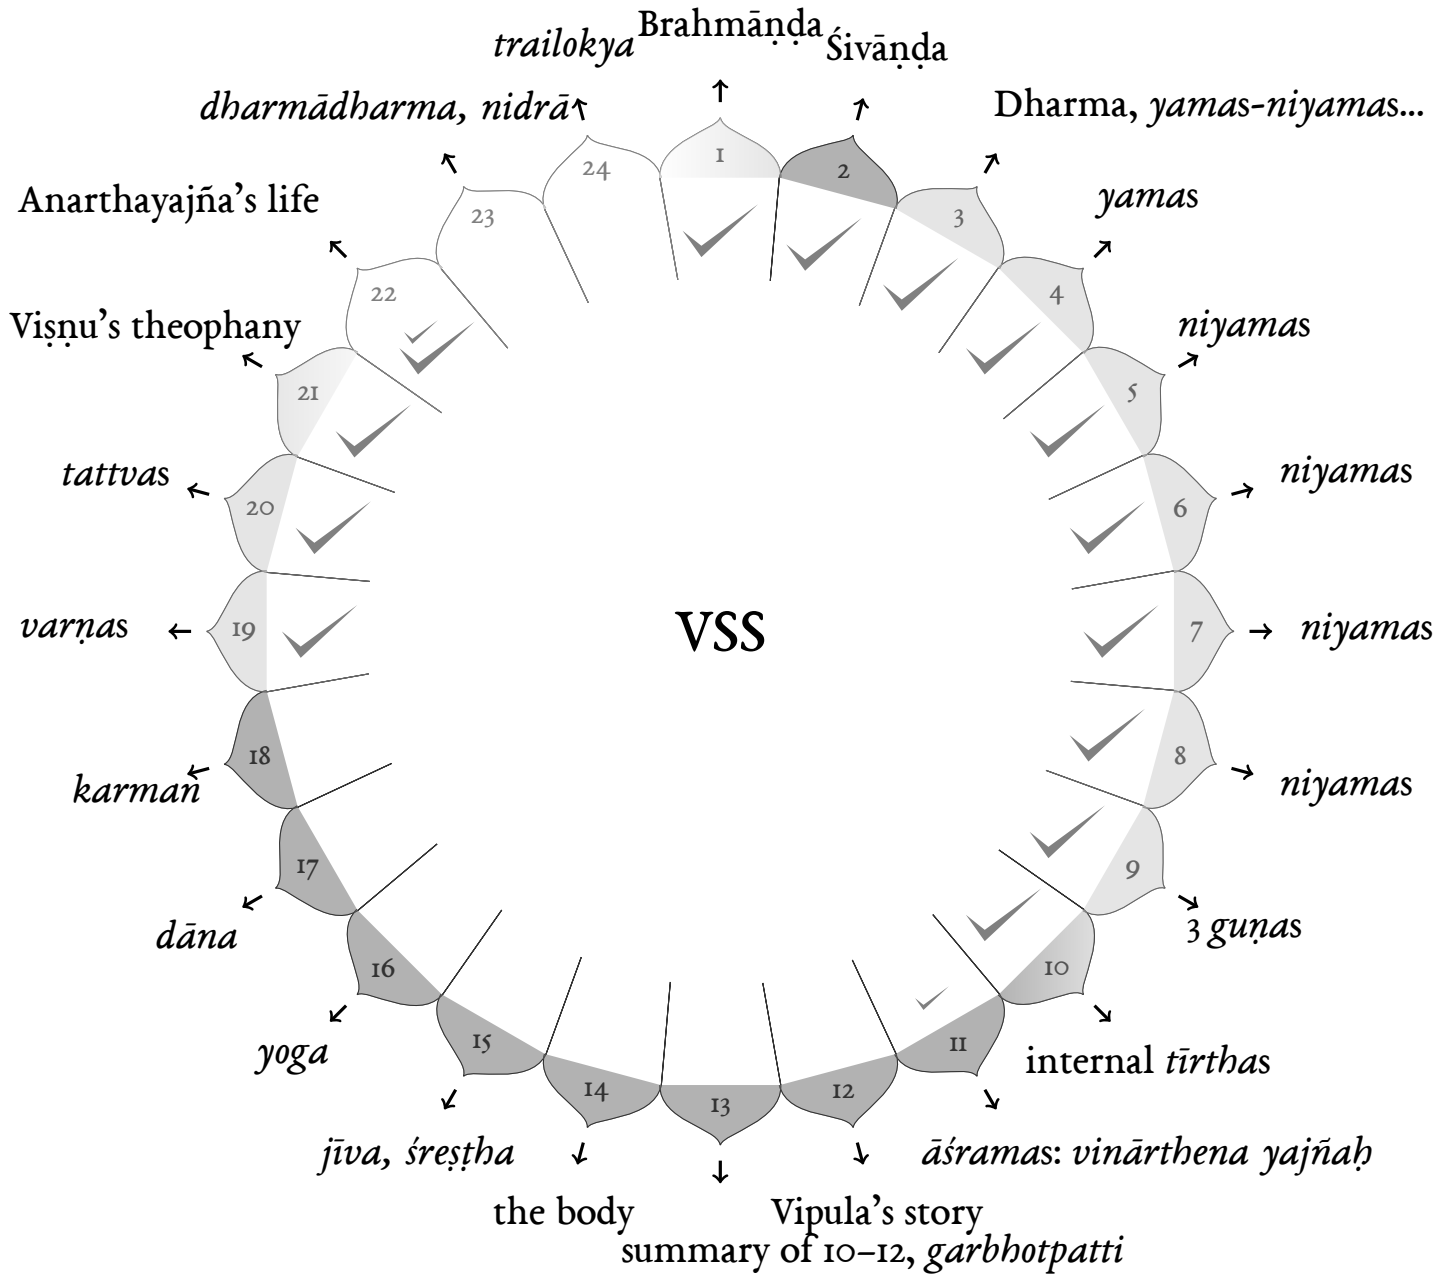 Brahmāṇḍa
trailokya
Śivāṇḍa
dharmādharma, nidrā
Dharma, yamas-niyamas...
24
1
2
Anarthayajña's life
23
3
yamas
22
4
Viṣṇu's theophany
niyamas
21
5
tattvas
niyamas
20
6
varṇas
19
VSS
7
niyamas
18
8
karman
niyamas
17
9
dāna
3 guṇas
16
10
yoga
15
11
internal tīrthas
14
13
12
jīva, śreṣṭha
āśramas: vinārthena yajñaḥ
the body
Vipula's story
summary of 10–12, garbhotpatti